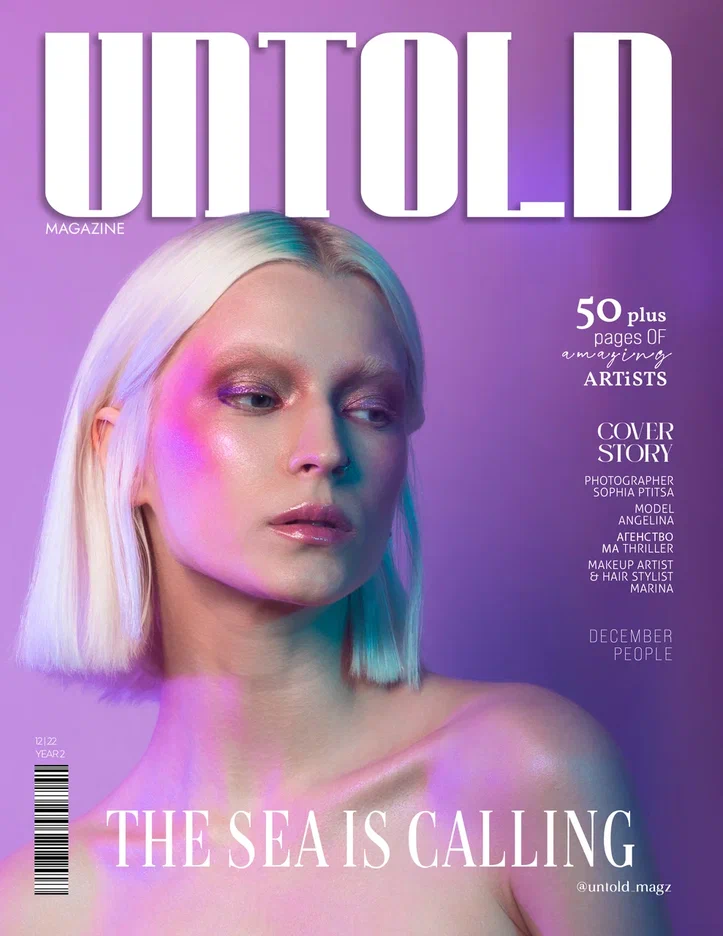 UNTOLD
MAGAZINE
50 plus
pages OF
amazing
ARTiSTS
COVER
STORY
PHOTOGRAPHER
SOPHIA PTITSA
MODEL
ANGELINA
АГЕНСТВО
MA THRILLER
MAKEUP ARTIST
& HAIR STYLIST
MARINA
DECEMBER
PEOPLE
12|22
YEAR 2
THE SEA IS CALLING
@untold_magz